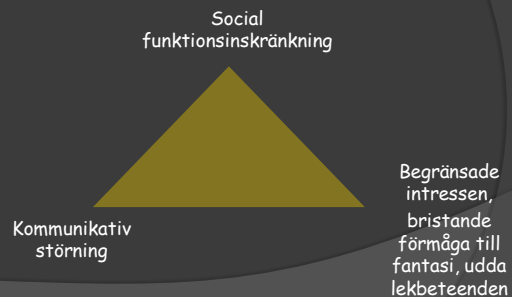 Social
funktionsinskränkning
Kommunikativ
störning
Begränsade
intressen,
bristande
förmåga till
fantasi, udda
lekbeteenden